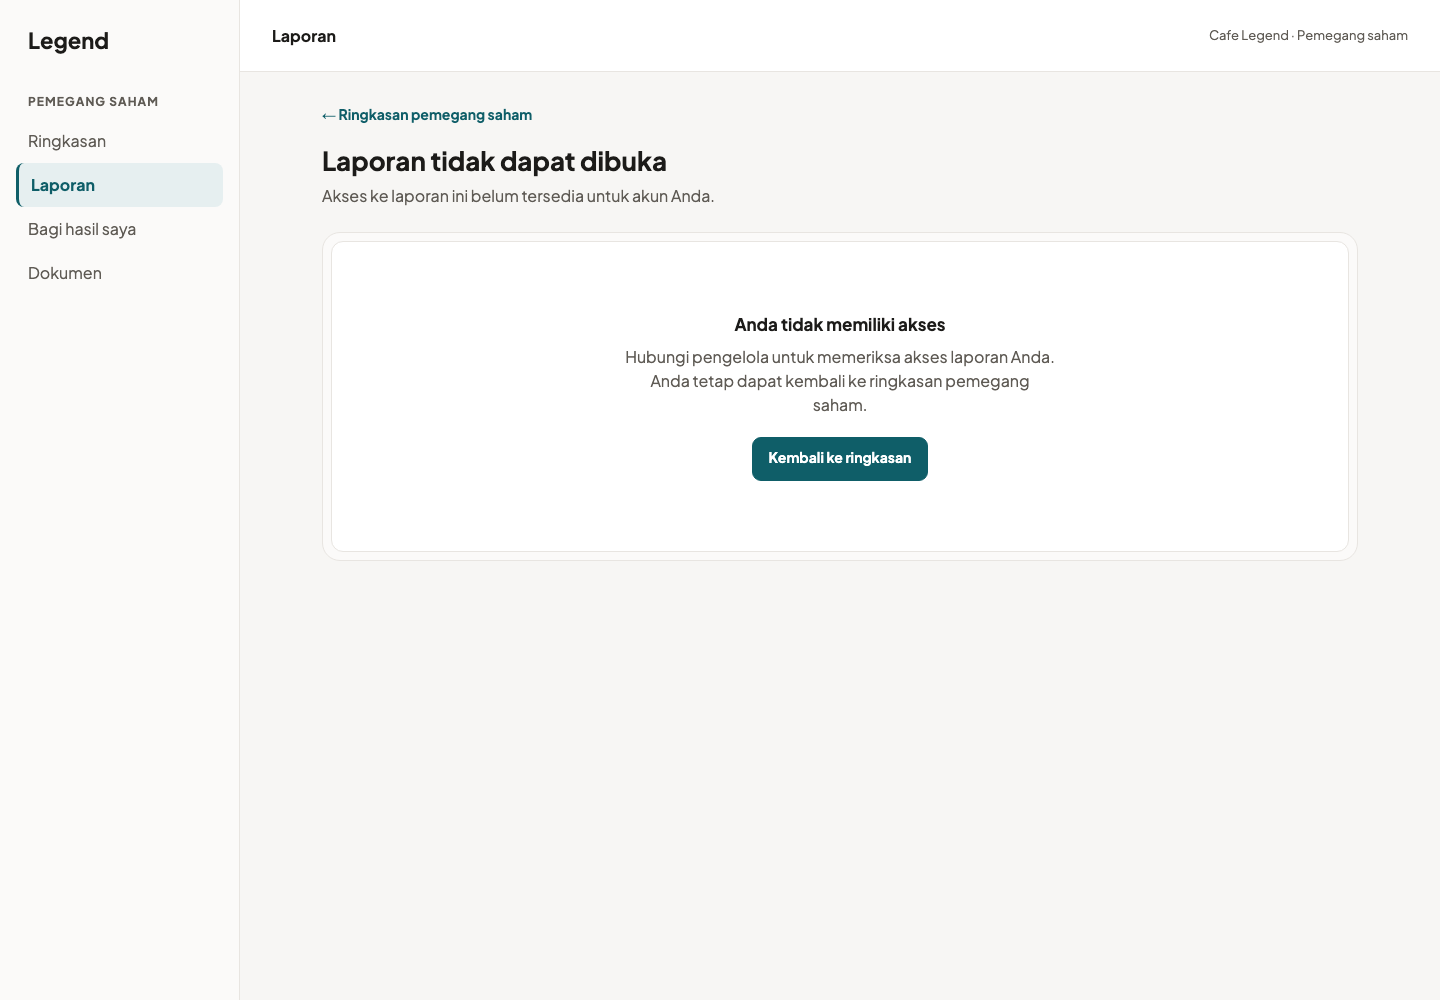 Legend
Laporan
Cafe Legend · Pemegang saham
PEMEGANG SAHAM
Ringkasan
Laporan
Bagi hasil saya
Dokumen
← Ringkasan pemegang saham
Laporan tidak dapat dibuka
Akses ke laporan ini belum tersedia untuk akun Anda.
Anda tidak memiliki akses
Hubungi pengelola untuk memeriksa akses laporan Anda.
Anda tetap dapat kembali ke ringkasan pemegang
saham.
Kembali ke ringkasan